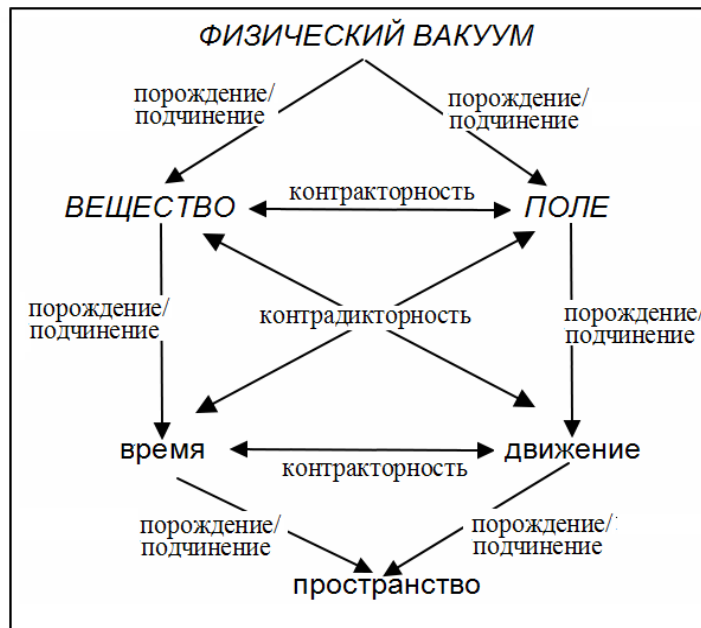 ФИЗИЧЕСКИЙ ВАКУУМ
порождение/
подчинение
порождение/
подчинение
ВЕЩЕСТВО
контракторность
ПОЛЕ
порождение/
подчинение
контрадикторность
порождение/
подчинение
время
контракторность
движение
порождение/
подчинение
порождение/
подчинение
пространство